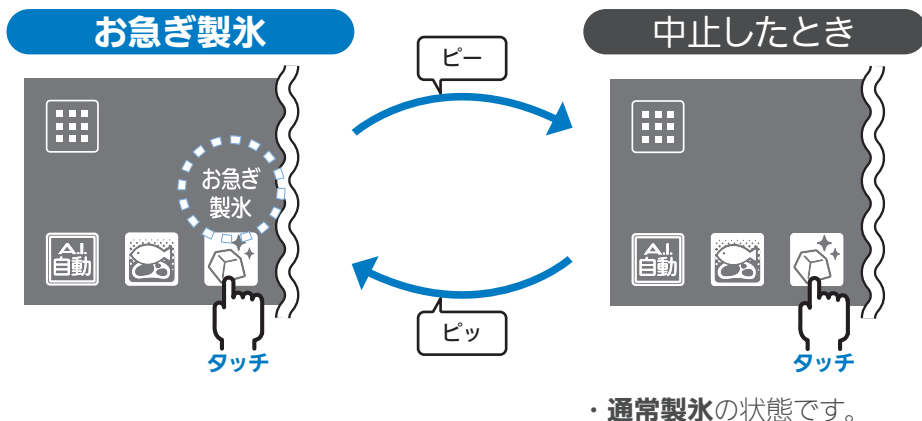 お急ぎ製氷
ピー
中止したとき
お急ぎ
製氷
A.I.
自動
A.I.
自動
ピッ
タッチ
タッチ
・通常製氷の状態です。